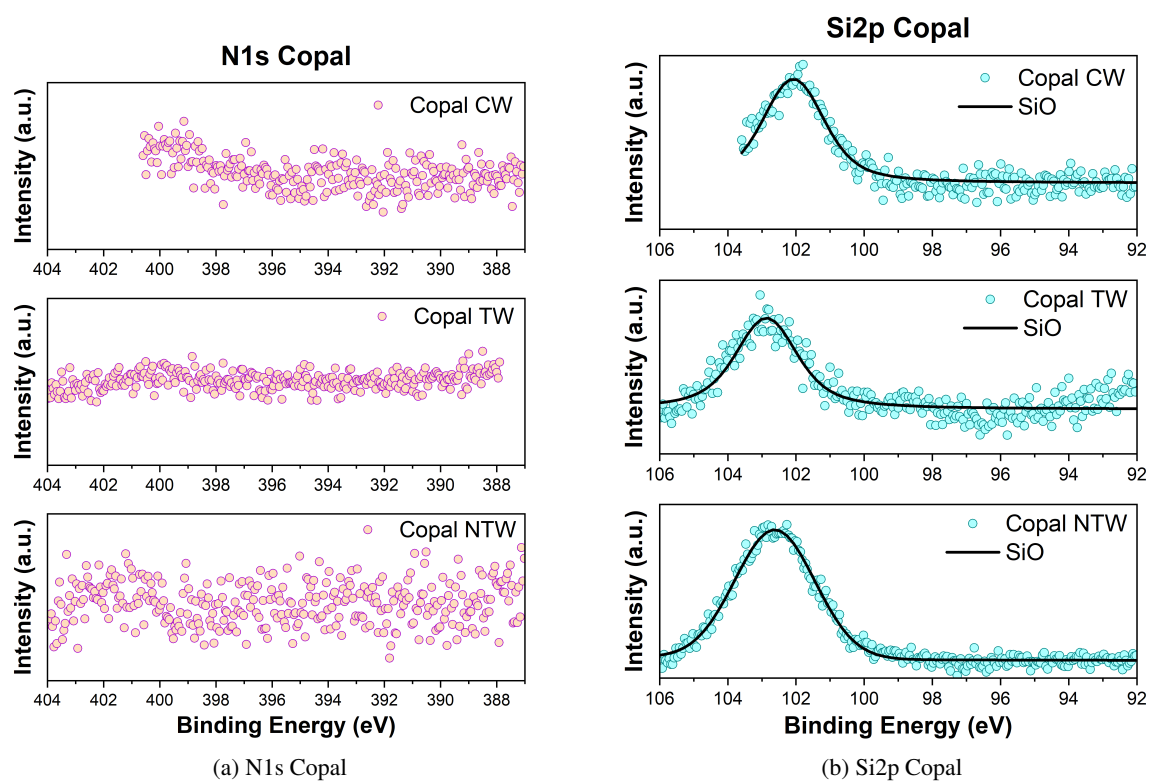 N1s Copal
Intensity (a.u.)
Copal CW
404 402 400 398 396 394 392 390 388
Intensity (a.u.)
Copal TW
404 402 400 398 396 394 392 390 388
Intensity (a.u.)
Copal NTW
404 402 400 398 396 394 392 390 388
Binding Energy (eV)
(a) N1s Copal
Si2p Copal
Intensity (a.u.)
Copal CW
SiO
106 104 102 100 98 96 94 92
Intensity (a.u.)
Copal TW
SiO
106 104 102 100 98 96 94 92
Intensity (a.u.)
Copal NTW
SiO
106 104 102 100 98 96 94 92
Binding Energy (eV)
(b) Si2p Copal